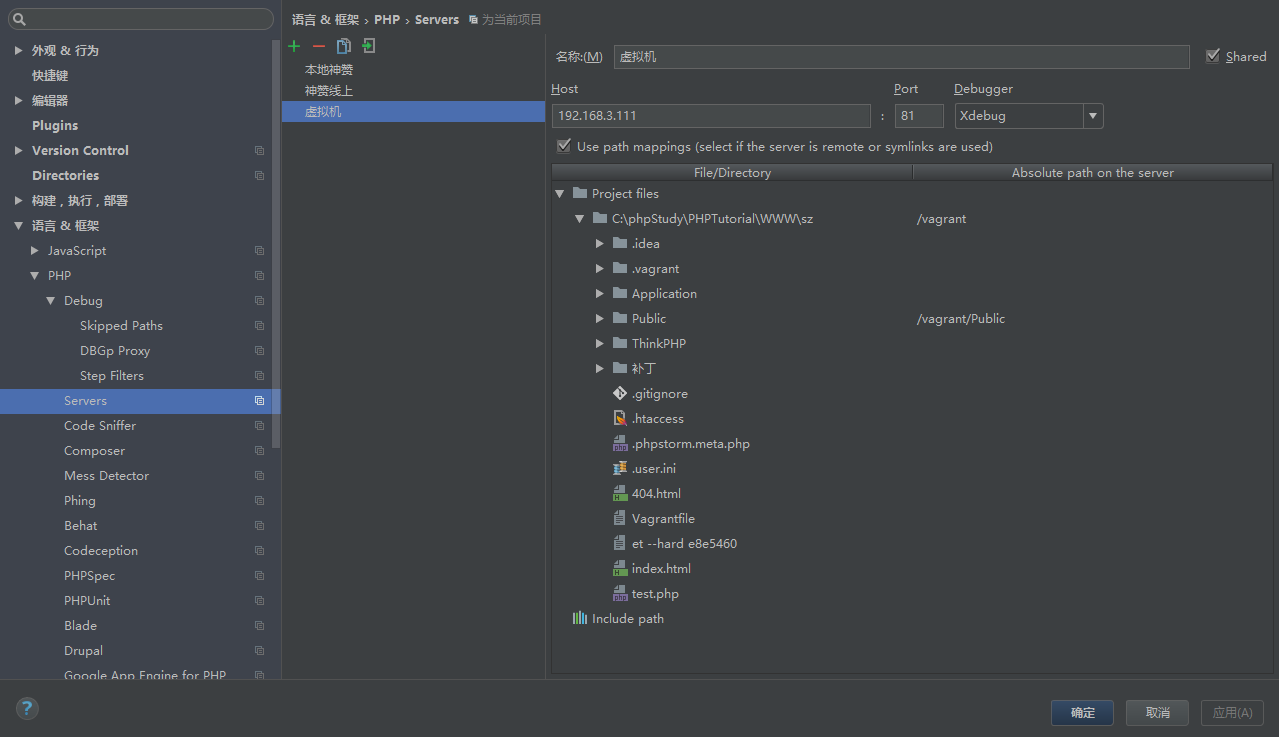 语言 & 框架 › PHP › Servers 为当前项目
外观 & 行为
快捷键
编辑器
Plugins
Version Control
Directories
构建，执行，部署
语言 & 框架
JavaScript
PHP
Debug
Skipped Paths
DBGp Proxy
Step Filters
Servers
Code Sniffer
Composer
Mess Detector
Phing
Behat
Codeception
PHPSpec
PHPUnit
Blade
Drupal
Google App Engine for PHP
本地神赞
神赞线上
虚拟机
名称:(M) 虚拟机 Shared
Host Port Debugger
192.168.3.111 : 81 Xdebug
Use path mappings (select if the server is remote or symlinks are used)
File/Directory Absolute path on the server
Project files
C:\phpStudy\PHPTutorial\WWW\sz /vagrant
.idea
.vagrant
Application
Public /vagrant/Public
ThinkPHP
补丁
.gitignore
.htaccess
.phpstorm.meta.php
.user.ini
404.html
Vagrantfile
et --hard e8e5460
index.html
test.php
Include path
? 确定 取消 应用(A)